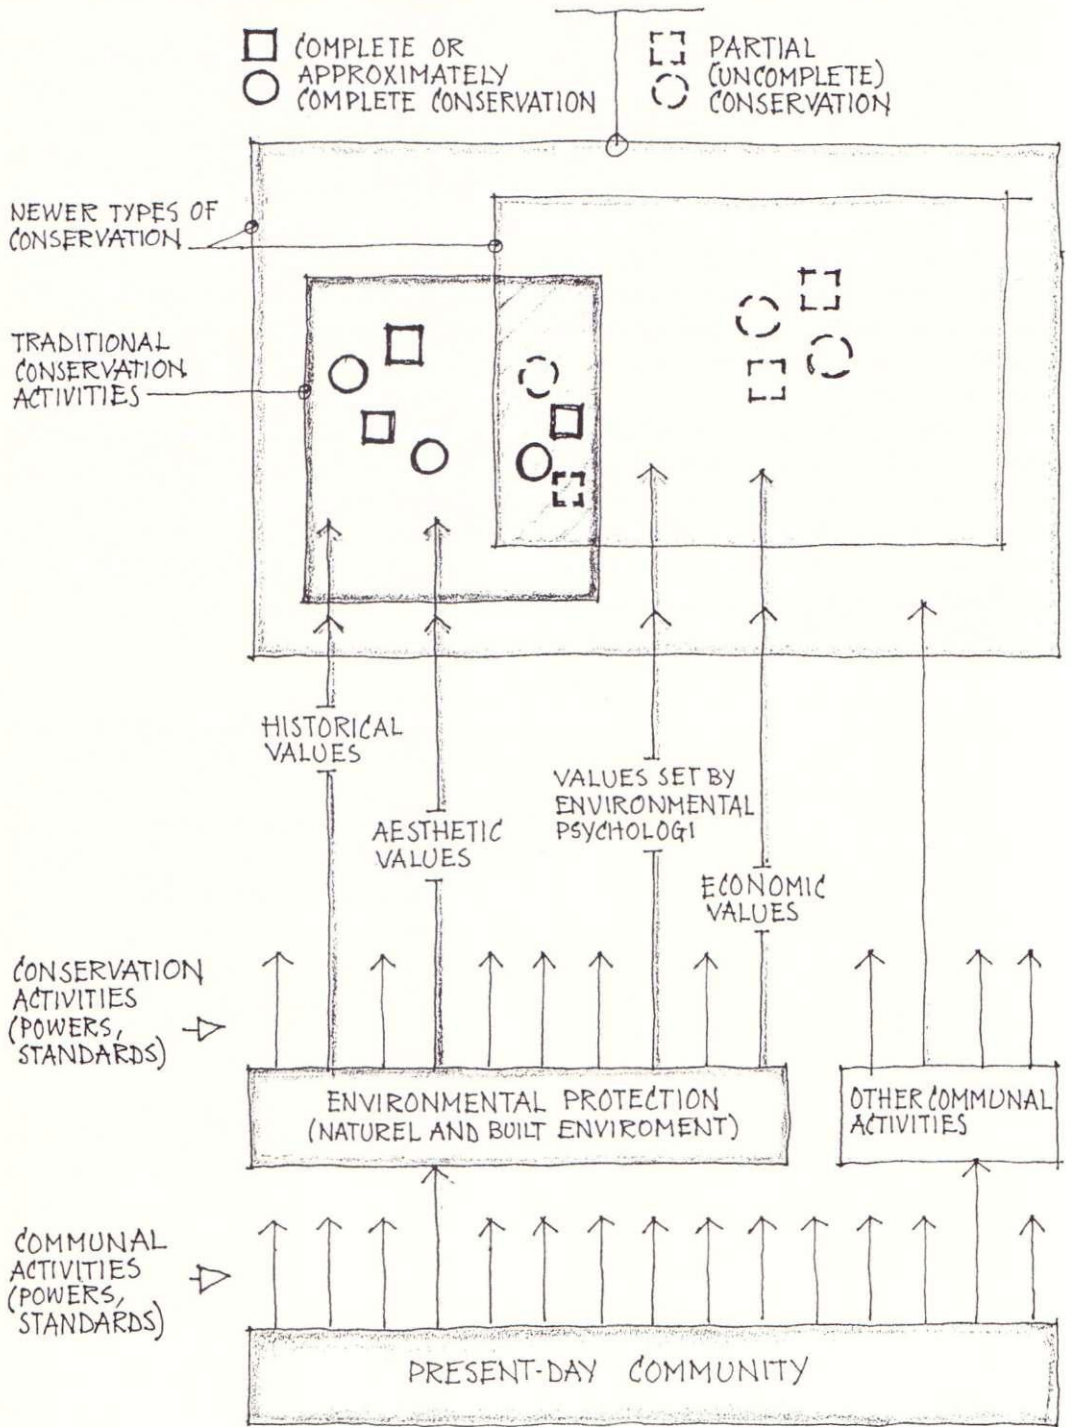 COMPLETE OR
APPROXIMATELY
COMPLETE CONSERVATION
PARTIAL
(UNCOMPLETE)
CONSERVATION
NEWER TYPES OF
CONSERVATION
TRADITIONAL
CONSERVATION
ACTIVITIES
HISTORICAL
VALUES
AESTHETIC
VALUES
VALUES SET BY
ENVIRONMENTAL
PSYCHOLOGI
ECONOMIC
VALUES
CONSERVATION
ACTIVITIES
(POWERS,
STANDARDS)
ENVIRONMENTAL PROTECTION
(NATUREL AND BUILT ENVIROMENT)
OTHER COMMUNAL
ACTIVITIES
COMMUNAL
ACTIVITIES
(POWERS,
STANDARDS)
PRESENT-DAY COMMUNITY